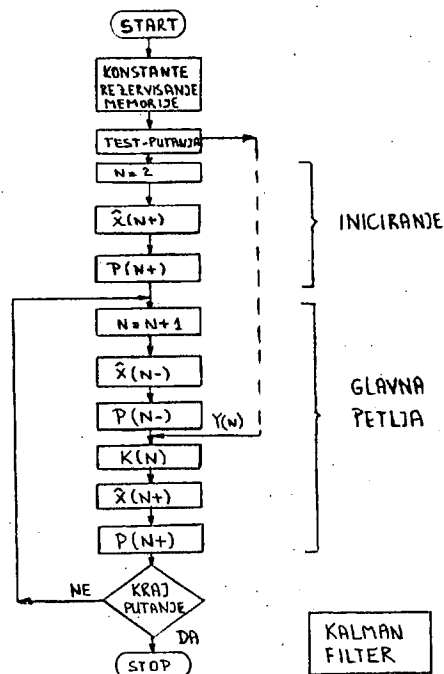 START
KONSTANTE
REZERVISANJE
MEMORIJE
TEST-PUTANJA
N = 2
X̂(N+)
P(N+)
INICIRANJE
N = N+1
X̂(N-)
P(N-)
Y(N)
K(N)
X̂(N+)
P(N+)
GLAVNA
PETLJA
NE
KRAJ
PUTANJE
DA
STOP
KALMAN
FILTER